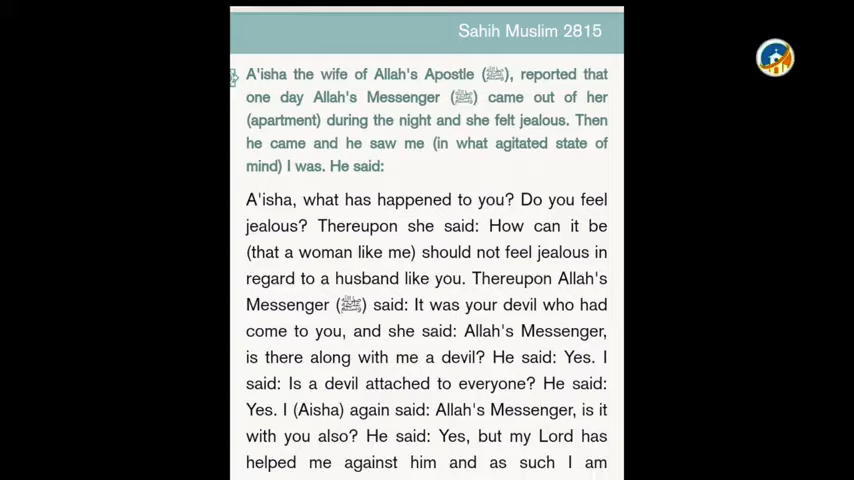 Sahih Muslim 2815
A'isha the wife of Allah's Apostle (ﷺ), reported that
one day Allah's Messenger (ﷺ) came out of her
(apartment) during the night and she felt jealous. Then
he came and he saw me (in what agitated state of
mind) I was. He said:
A'isha, what has happened to you? Do you feel
jealous? Thereupon she said: How can it be
(that a woman like me) should not feel jealous in
regard to a husband like you. Thereupon Allah's
Messenger (ﷺ) said: It was your devil who had
come to you, and she said: Allah's Messenger,
is there along with me a devil? He said: Yes. I
said: Is a devil attached to everyone? He said:
Yes. I (Aisha) again said: Allah's Messenger, is it
with you also? He said: Yes, but my Lord has
helped me against him and as such I am